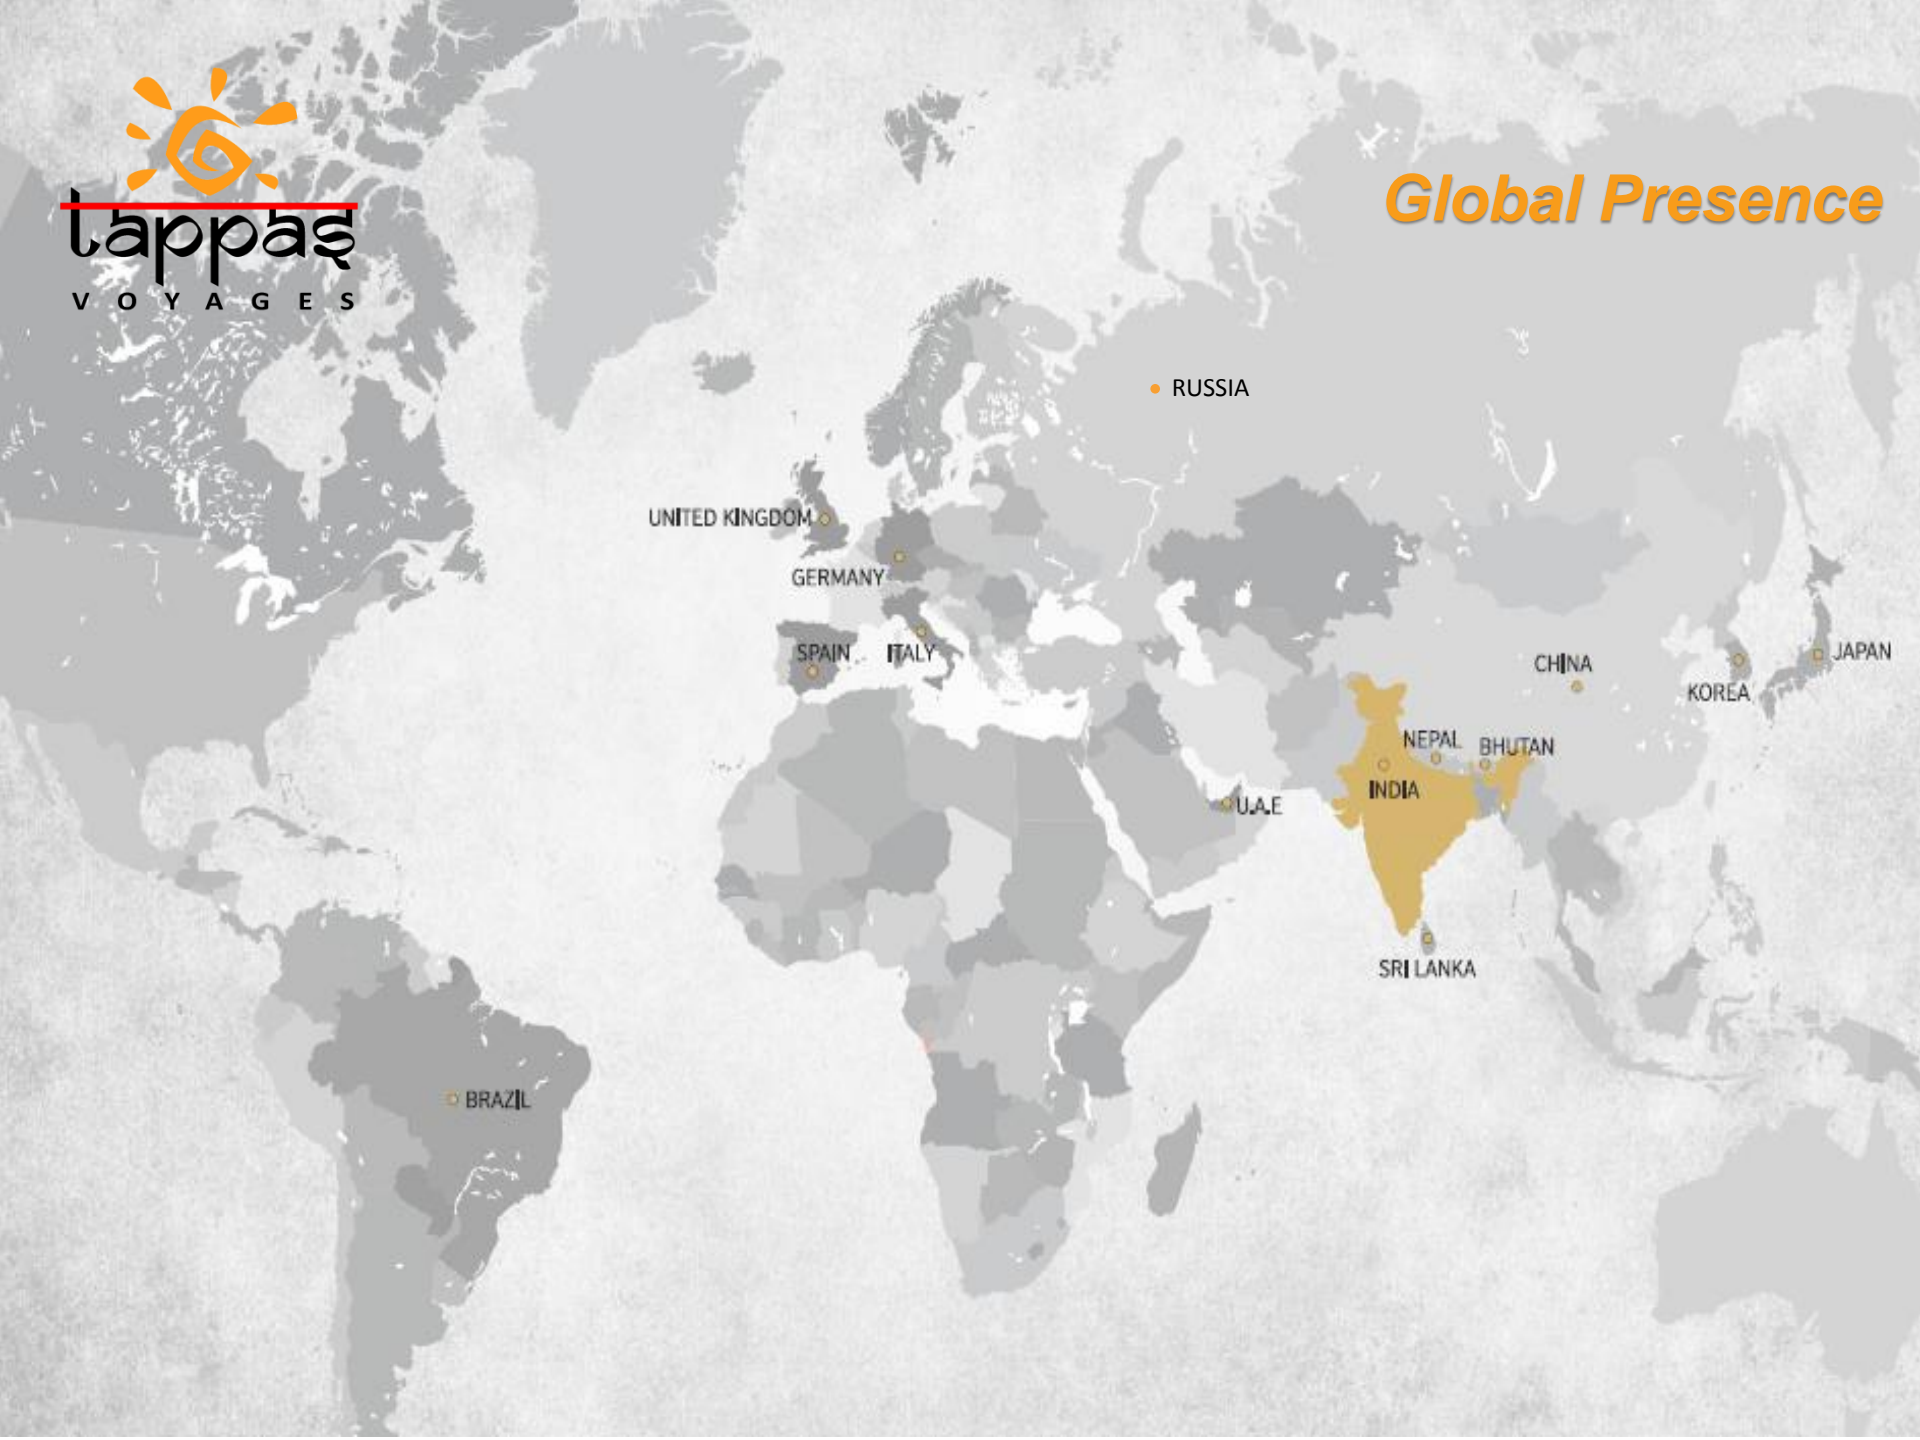 tappas
VOYAGES
Global Presence
RUSSIA
UNITED KINGDOM
GERMANY
SPAIN
ITALY
CHINA
JAPAN
KOREA
NEPAL
BHUTAN
INDIA
U.A.E
SRI LANKA
BRAZIL